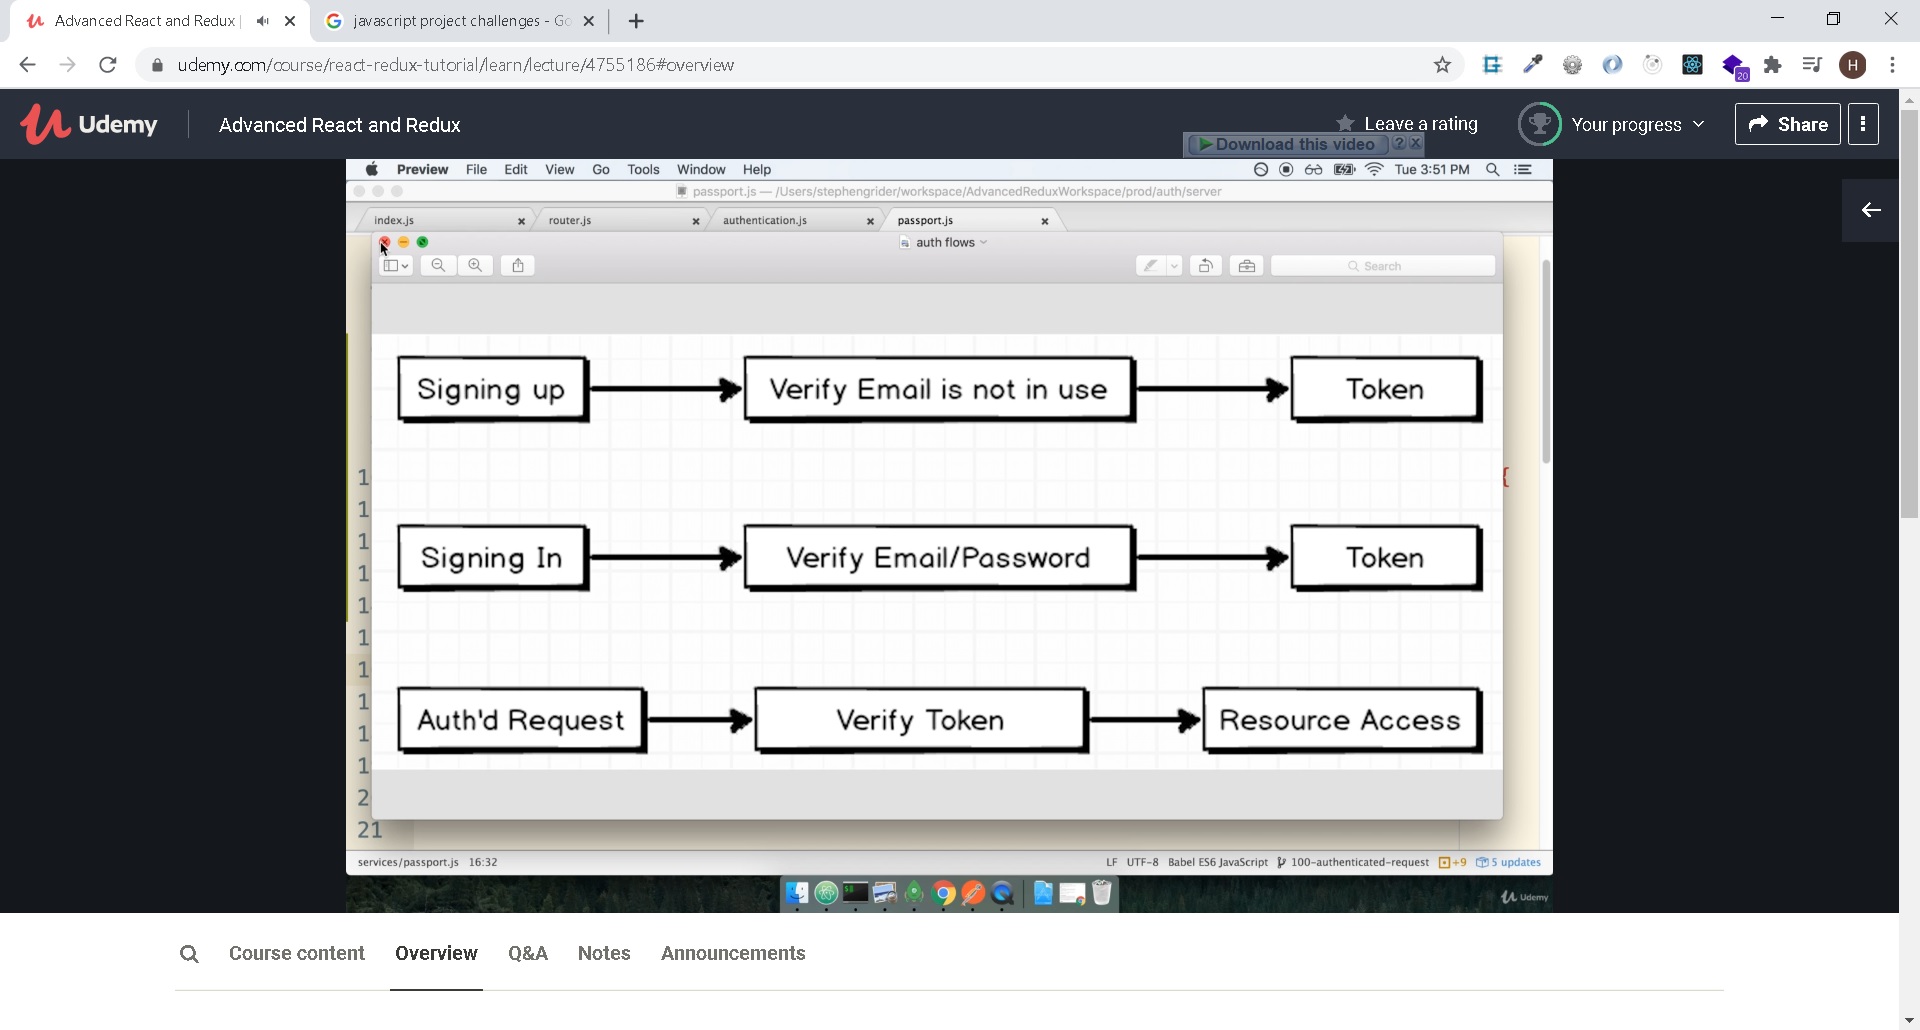 Advanced React and Redux
javascript project challenges - Go
udemy.com/course/react-redux-tutorial/learn/lecture/4755186#overview
20
H
Udemy
Advanced React and Redux
Leave a rating
Your progress
Share
Download this video
Preview File Edit View Go Tools Window Help
Tue 3:51 PM
passport.js — /Users/stephengrider/workspace/AdvancedReduxWorkspace/prod/auth/server
index.js
router.js
authentication.js
passport.js
auth flows
Search
Signing up
Verify Email is not in use
Token
Signing In
Verify Email/Password
Token
Auth'd Request
Verify Token
Resource Access
1
1
1
1
1
1
1
1
1
1
2
21
{
services/passport.js 16:32
LF UTF-8 Babel ES6 JavaScript 100-authenticated-request +9 5 updates
Udemy
Course content
Overview
Q&A
Notes
Announcements